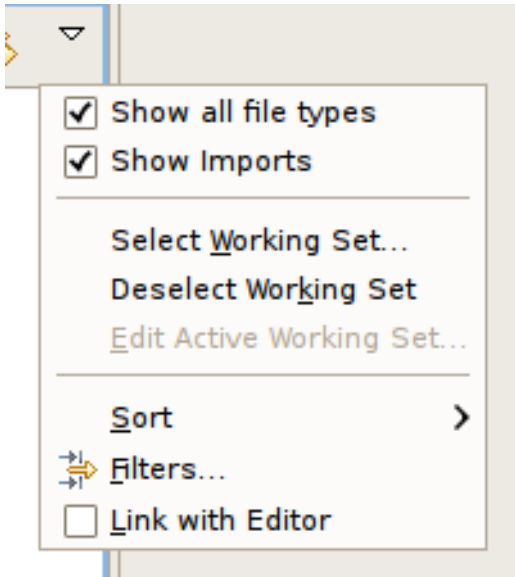 Show all file types
Show Imports
Select Working Set...
Deselect Working Set
Edit Active Working Set...
Sort
Filters...
Link with Editor